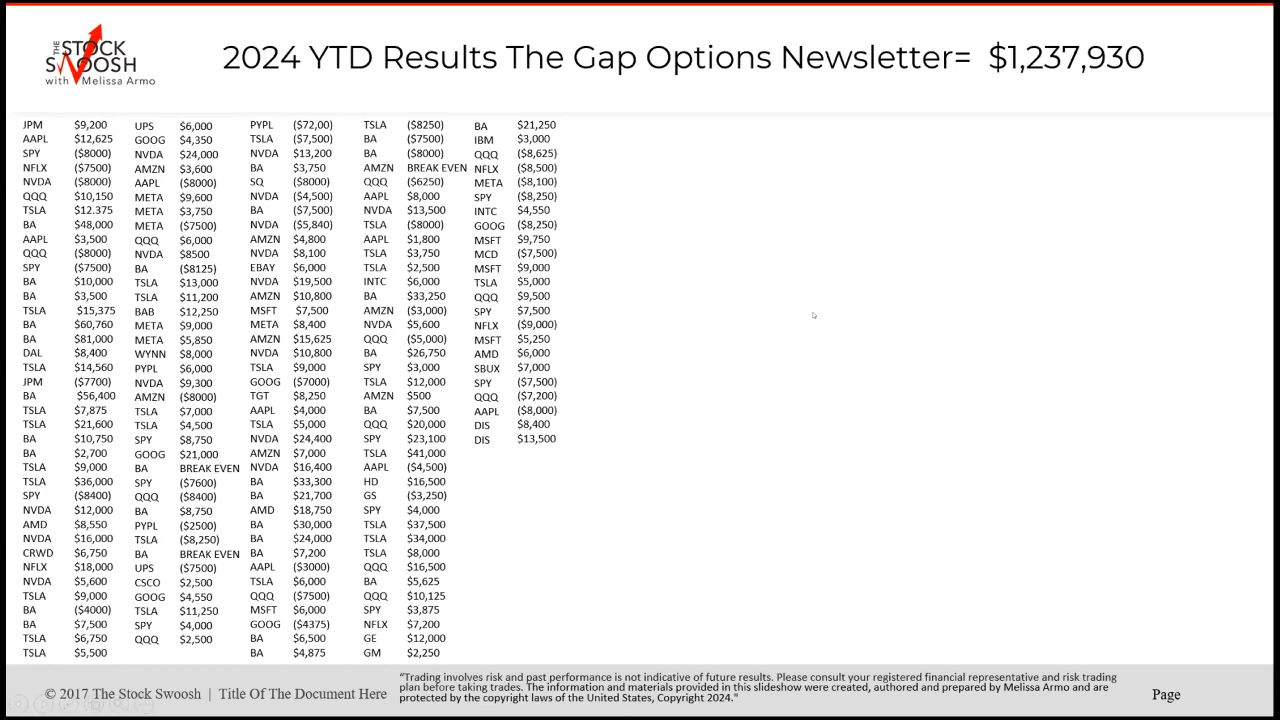 THE STOCK SWOOSH
with Melissa Armo
2024 YTD Results The Gap Options Newsletter= $1,237,930
JPM $9,200
AAPL $12,625
SPY ($8000)
NFLX ($7500)
NVDA ($8000)
QQQ $10,150
TSLA $12.375
BA $48,000
AAPL $3,500
QQQ ($8000)
SPY ($7500)
BA $10,000
BA $3,500
TSLA $15,375
BA $60,760
BA $81,000
DAL $8,400
TSLA $14,560
JPM ($7700)
BA $56,400
TSLA $7,875
TSLA $21,600
BA $10,750
BA $2,700
TSLA $9,000
TSLA $36,000
SPY ($8400)
NVDA $12,000
AMD $8,550
NVDA $16,000
CRWD $6,750
NFLX $18,000
NVDA $5,600
TSLA $9,000
BA ($4000)
BA $7,500
TSLA $6,750
TSLA $5,500
UPS $6,000
GOOG $4,350
NVDA $24,000
AMZN $3,600
AAPL ($8000)
META $9,600
META $3,750
META ($7500)
QQQ $6,000
NVDA $8500
BA ($8125)
TSLA $13,000
TSLA $11,200
BAB $12,250
META $9,000
META $5,850
WYNN $8,000
PYPL $6,000
NVDA $9,300
AMZN ($8000)
TSLA $7,000
TSLA $4,500
SPY $8,750
GOOG $21,000
BA BREAK EVEN
SPY ($7600)
QQQ ($8400)
BA $8,750
PYPL ($2500)
TSLA ($8,250)
BA BREAK EVEN
UPS ($7500)
CSCO $2,500
GOOG $4,550
TSLA $11,250
SPY $4,000
QQQ $2,500
PYPL ($72,00)
TSLA ($7,500)
NVDA $13,200
BA $3,750
SQ ($8000)
NVDA ($4,500)
BA ($7,500)
NVDA ($5,840)
AMZN $4,800
NVDA $8,100
EBAY $6,000
NVDA $19,500
AMZN $10,800
MSFT $7,500
META $8,400
AMZN $15,625
NVDA $10,800
TSLA $9,000
GOOG ($7000)
TGT $8,250
AAPL $4,000
TSLA $5,000
NVDA $24,400
AMZN $7,000
NVDA $16,400
BA $33,300
BA $21,700
AMD $18,750
BA $30,000
BA $24,000
BA $7,200
AAPL ($3000)
TSLA $6,000
QQQ ($7500)
MSFT $6,000
GOOG ($4375)
BA $6,500
BA $4,875
TSLA ($8250)
BA ($7500)
BA ($8000)
AMZN BREAK EVEN
QQQ ($6250)
AAPL $8,000
NVDA $13,500
TSLA ($8000)
AAPL $1,800
TSLA $3,750
TSLA $2,500
INTC $6,000
BA $33,250
AMZN ($3,000)
NVDA $5,600
QQQ ($5,000)
BA $26,750
SPY $3,000
TSLA $12,000
AMZN $500
BA $7,500
QQQ $20,000
SPY $23,100
TSLA $41,000
AAPL ($4,500)
HD $16,500
GS ($3,250)
SPY $4,000
TSLA $37,500
TSLA $34,000
TSLA $8,000
QQQ $16,500
BA $5,625
QQQ $10,125
SPY $3,875
NFLX $7,200
GE $12,000
GM $2,250
BA $21,250
IBM $3,000
QQQ ($8,625)
NFLX ($8,500)
META ($8,100)
SPY ($8,250)
INTC $4,550
GOOG ($8,250)
MSFT $9,750
MCD ($7,500)
MSFT $9,000
TSLA $5,000
QQQ $9,500
SPY $7,500
NFLX ($9,000)
MSFT $5,250
AMD $6,000
SBUX $7,000
SPY ($7,500)
QQQ ($7,200)
AAPL ($8,000)
DIS $8,400
DIS $13,500
© 2017 The Stock Swoosh | Title Of The Document Here
"Trading involves risk and past performance is not indicative of future results. Please consult your registered financial representative and risk trading
plan before taking trades. The information and materials provided in this slideshow were created, authored and prepared by Melissa Armo and are
protected by the copyright laws of the United States, Copyright 2024."
Page